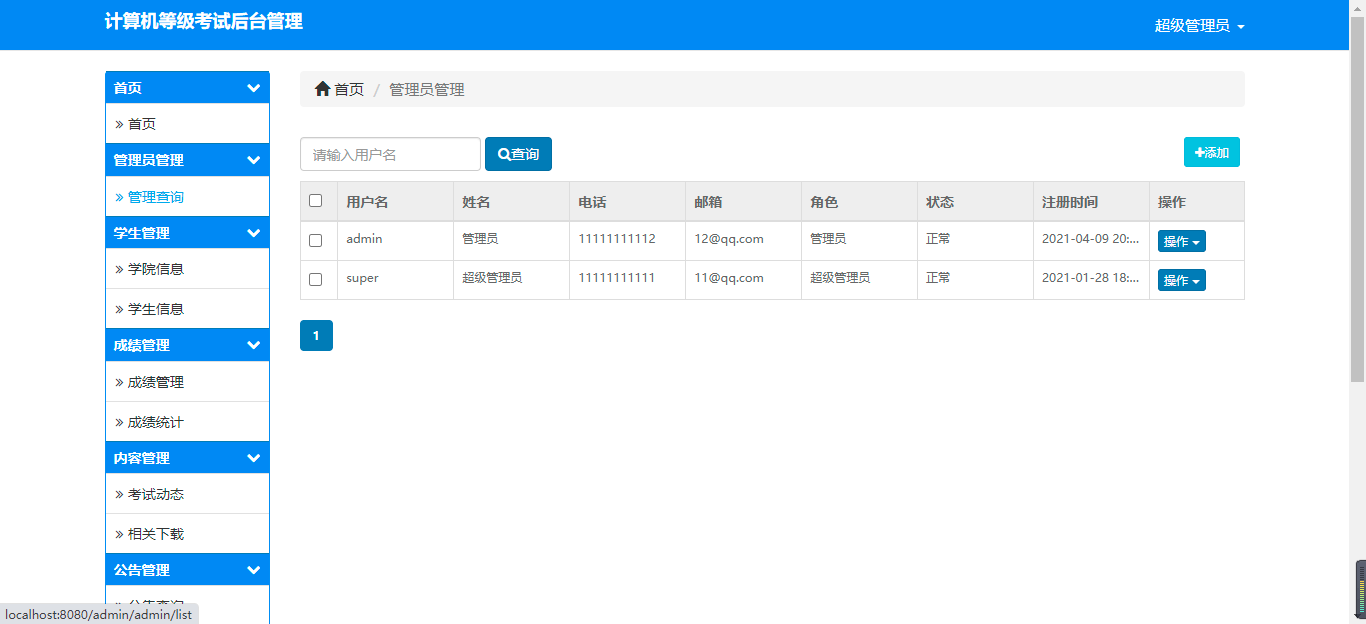 计算机等级考试后台管理
超级管理员
首页
» 首页
管理员管理
» 管理查询
学生管理
» 学院信息
» 学生信息
成绩管理
» 成绩管理
» 成绩统计
内容管理
» 考试动态
» 相关下载
公告管理
» 公告查询
首页 / 管理员管理
请输入用户名 查询 +添加
用户名 姓名 电话 邮箱 角色 状态 注册时间 操作
admin 管理员 11111111112 12@qq.com 管理员 正常 2021-04-09 20:... 操作
super 超级管理员 11111111111 11@qq.com 超级管理员 正常 2021-01-28 18:... 操作
1
localhost:8080/admin/admin/list